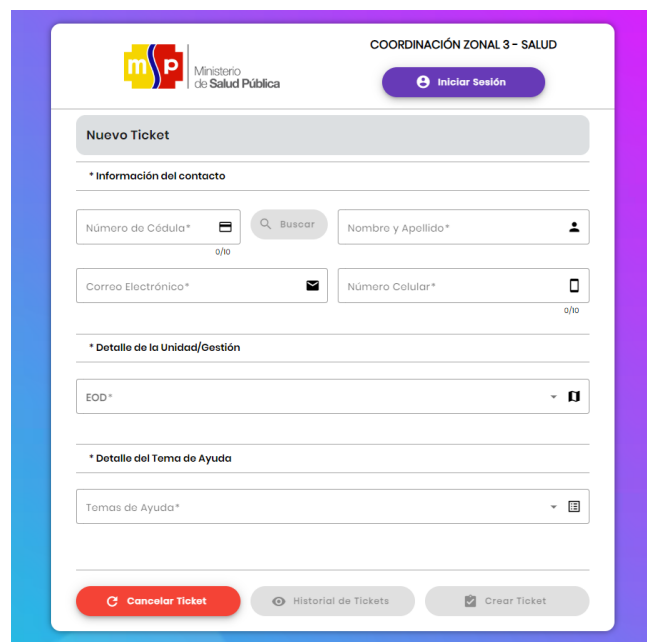 COORDINACIÓN ZONAL 3 - SALUD
msp
Ministerio
de Salud Pública
Iniciar Sesión
Nuevo Ticket
* Información del contacto
Número de Cédula*
Buscar
Nombre y Apellido*
0/10
Correo Electrónico*
Número Celular*
0/10
* Detalle de la Unidad/Gestión
EOD*
* Detalle del Tema de Ayuda
Temas de Ayuda*
Cancelar Ticket
Historial de Tickets
Crear Ticket